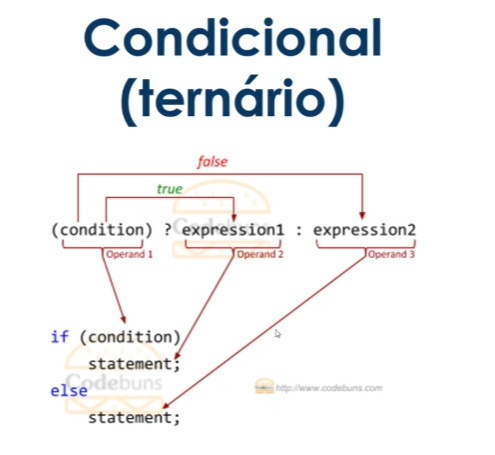 Condicional
(ternário)
false
true
(condition) ? expression1 : expression2
Operand 1 Operand 2 Operand 3
if (condition)
statement;
else
statement;
Codebuns
Codebuns
http://www.codebuns.com